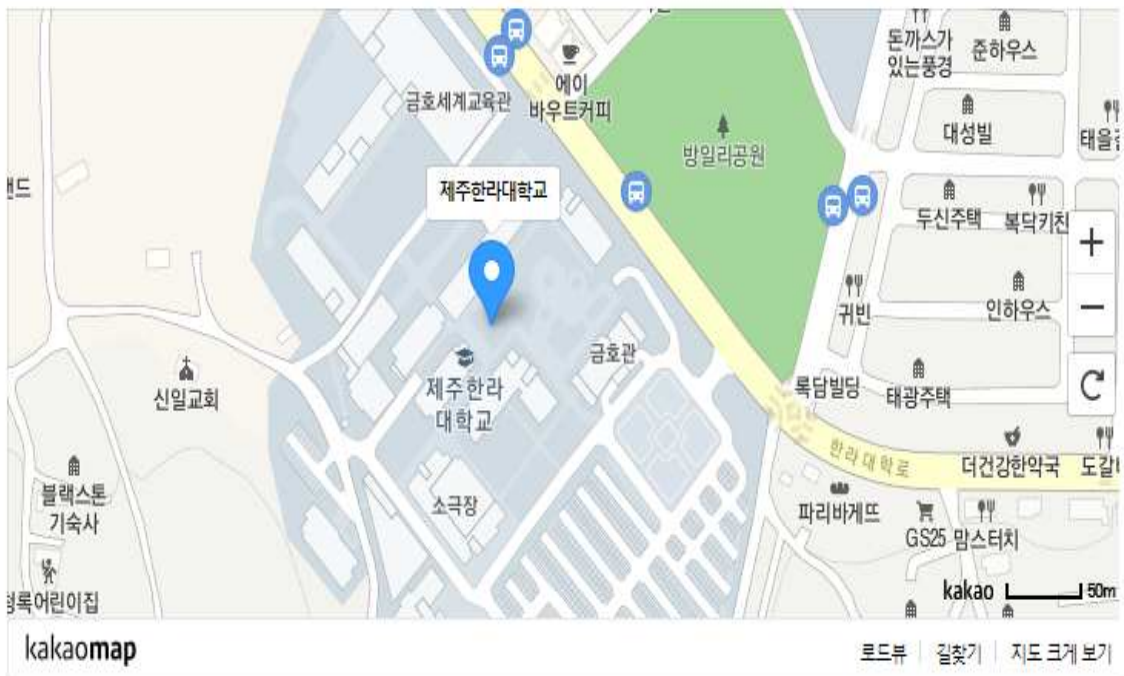 돈까스가
있는풍경
준하우스
에이
바우트커피
금호세계교육관
대성빌
방일리공원
제주한라대학교
두신주택
복닥키친
귀빈
인하우스
금호관
신일교회
제주한라
대학교
록담빌딩
태광주택
한라대학로
더건강한약국
블랙스톤
기숙사
소극장
파리바게뜨
GS25
맘스터치
kakao
50m
kakaomap
로드뷰
길찾기
지도 크게 보기